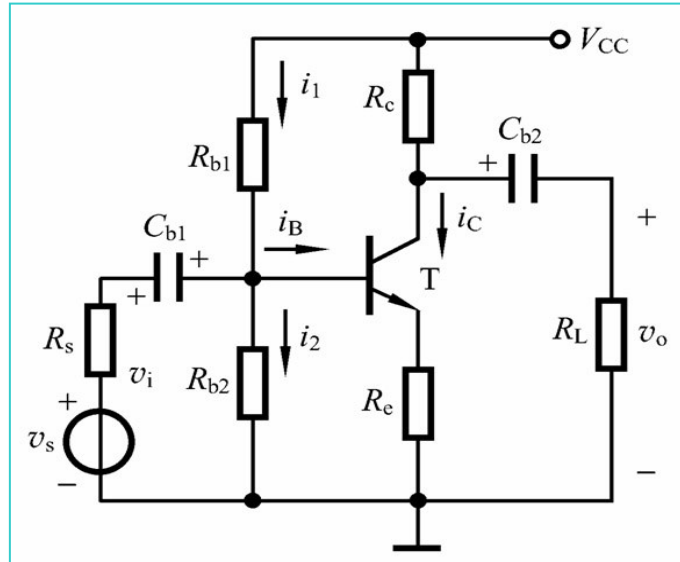 V_CC
i_1
R_c
C_b2
R_b1
+
i_B
i_C
+
C_b1
+
+
T
R_s
i_2
R_L
v_o
v_i
R_b2
R_e
+
v_s
−
−